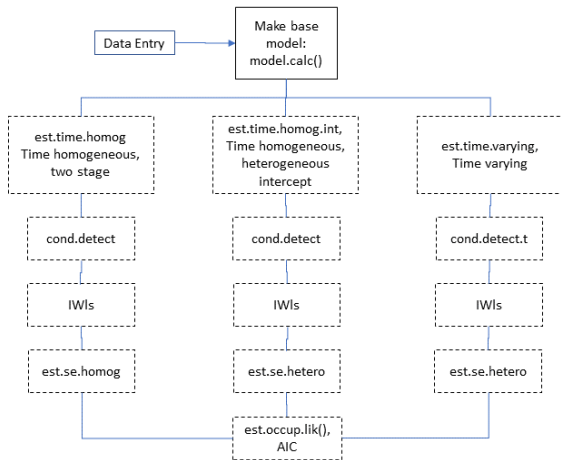 Make base
model:
model.calc()
Data Entry
est.time.homog
Time homogeneous,
two stage
est.time.homog.int,
Time homogeneous,
heterogeneous
intercept
est.time.varying,
Time varying
cond.detect
cond.detect
cond.detect.t
IWls
IWls
IWls
est.se.homog
est.se.hetero
est.se.hetero
est.occup.lik(),
AIC